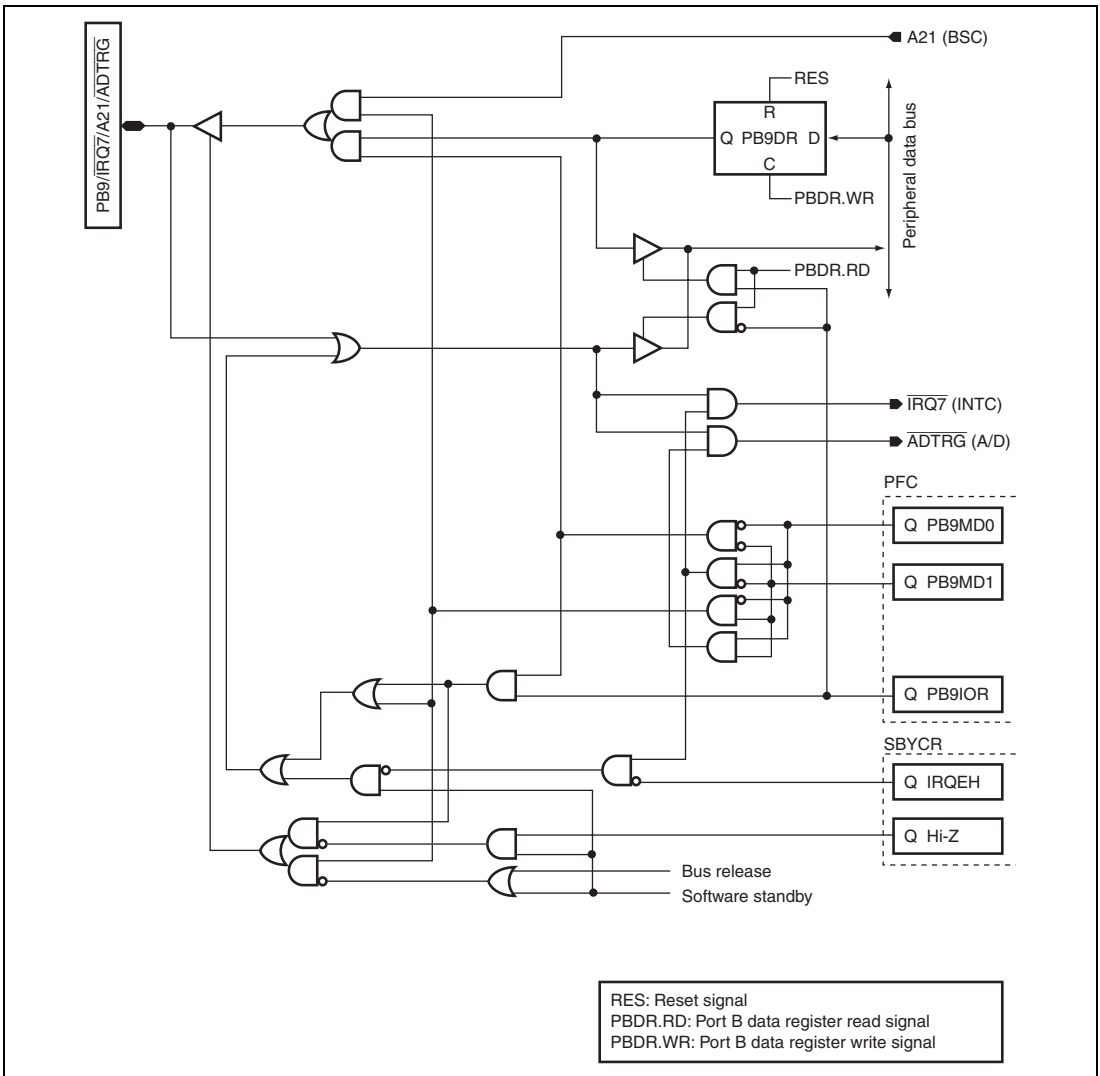 PB9/IRQ7/A21/ADTRG
A21 (BSC)
RES
R
Q PB9DR D
C
PBDR.WR
Peripheral data bus
PBDR.RD
IRQ7 (INTC)
ADTRG (A/D)
PFC
Q PB9MD0
Q PB9MD1
Q PB9IOR
SBYCR
Q IRQEH
Q Hi-Z
Bus release
Software standby
RES: Reset signal
PBDR.RD: Port B data register read signal
PBDR.WR: Port B data register write signal